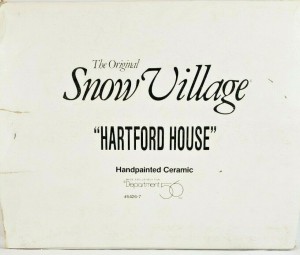 The Original
Snow Village
"HARTFORD HOUSE"
Handpainted Ceramic
Department 56